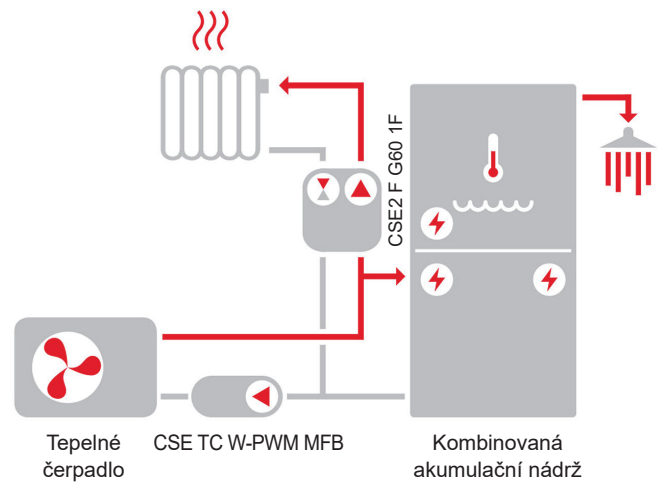 CSE2 F G60 1F
Tepelné
čerpadlo
CSE TC W-PWM MFB
Kombinovaná
akumulační nádrž